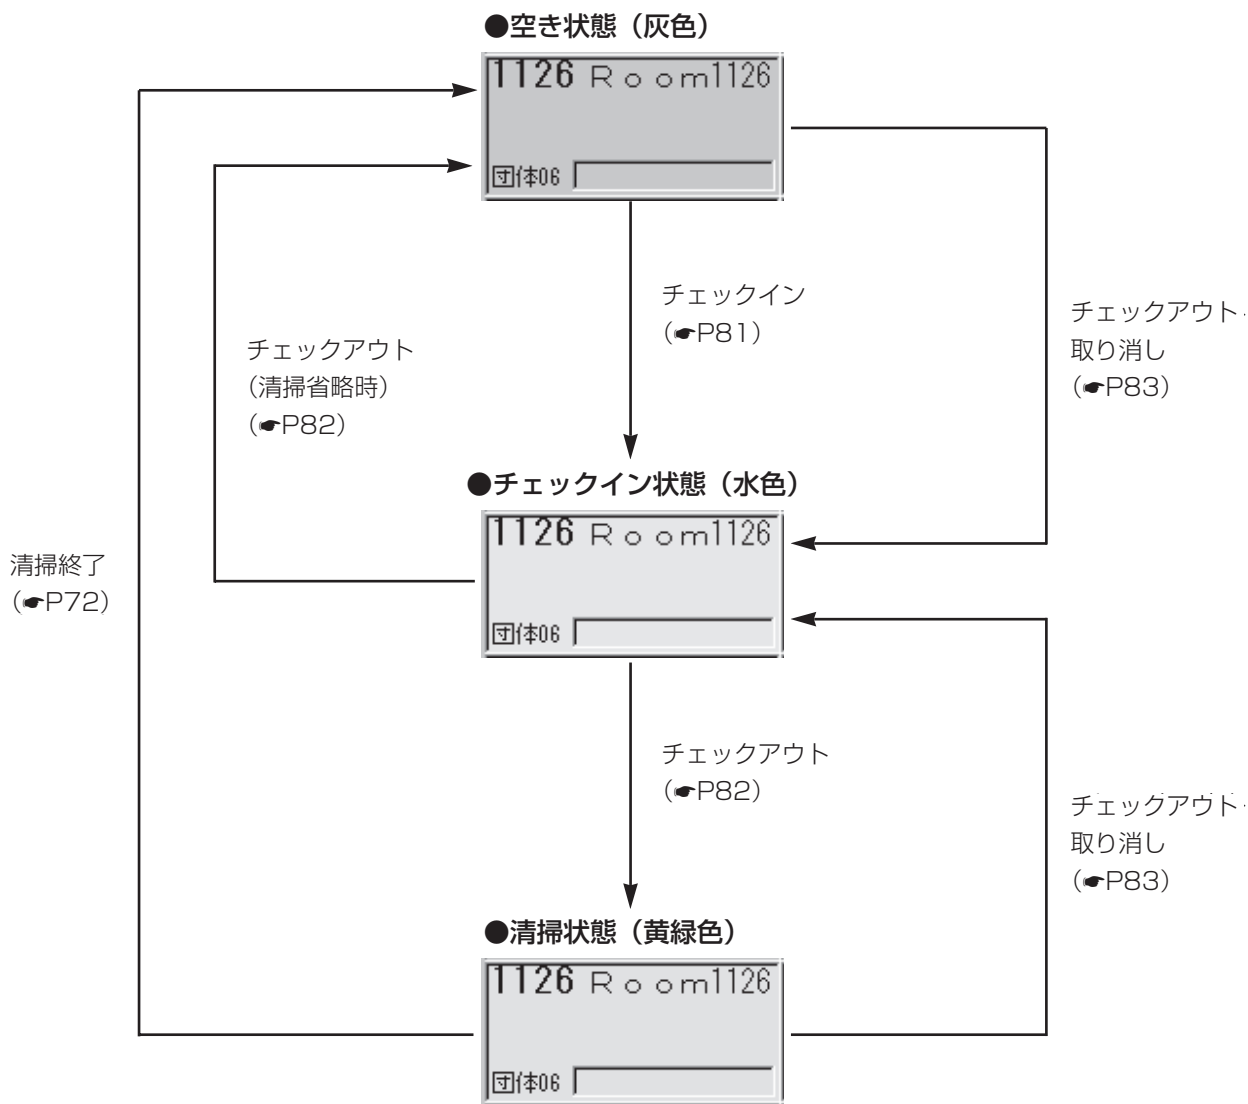 ●空き状態（灰色）
1126 Ｒｏｏｍ1126
団体06
チェックイン
（☛P81）
チェックアウト
取り消し
（☛P83）
チェックアウト
（清掃省略時）
（☛P82）
●チェックイン状態（水色）
1126 Ｒｏｏｍ1126
団体06
清掃終了
（☛P72）
チェックアウト
（☛P82）
チェックアウト
取り消し
（☛P83）
●清掃状態（黄緑色）
1126 Ｒｏｏｍ1126
団体06